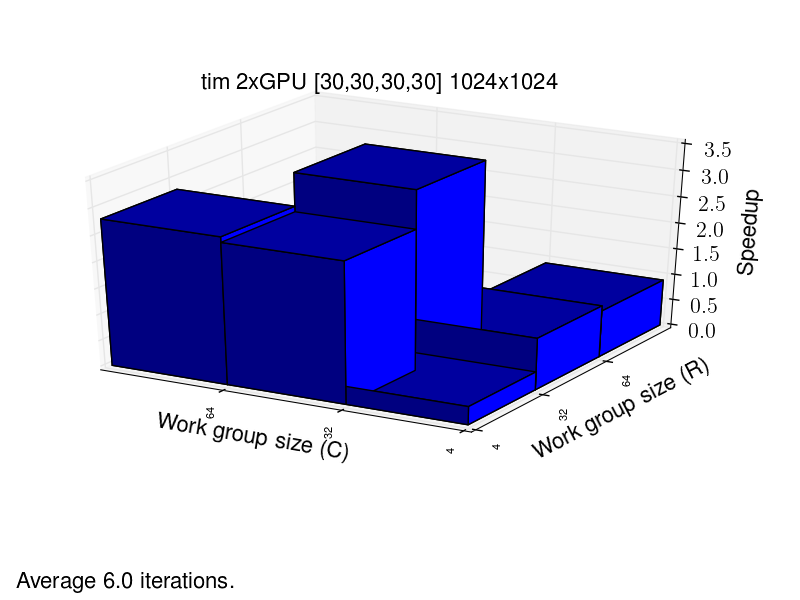 tim 2xGPU [30,30,30,30] 1024x1024
3.5
3.0
2.5
2.0
1.5
1.0
0.5
0.0
Speedup
64
32
4
Work group size (C)
4
32
64
Work group size (R)
Average 6.0 iterations.